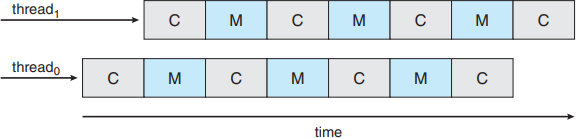 thread₁ C M C M C M C
thread₀ C M C M C M C
time